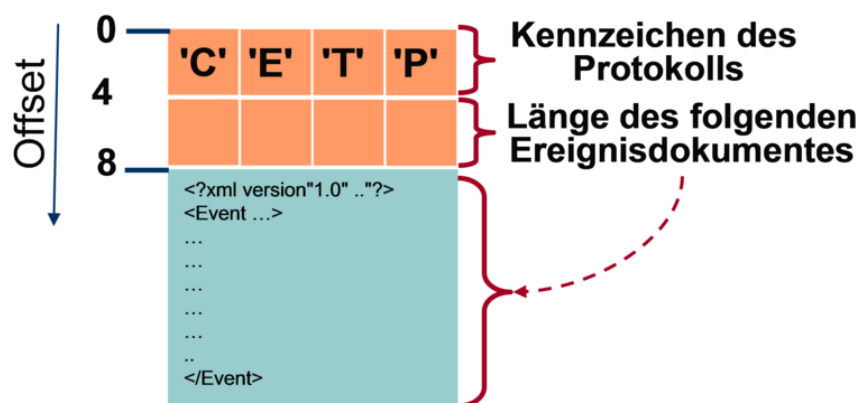 0
'C' 'E' 'T' 'P'
Kennzeichen des
Protokolls
Offset
4
Länge des folgenden
Ereignisdokumentes
8
<?xml version"1.0" .."?>
<Event ...>
...
...
...
...
...
..
</Event>